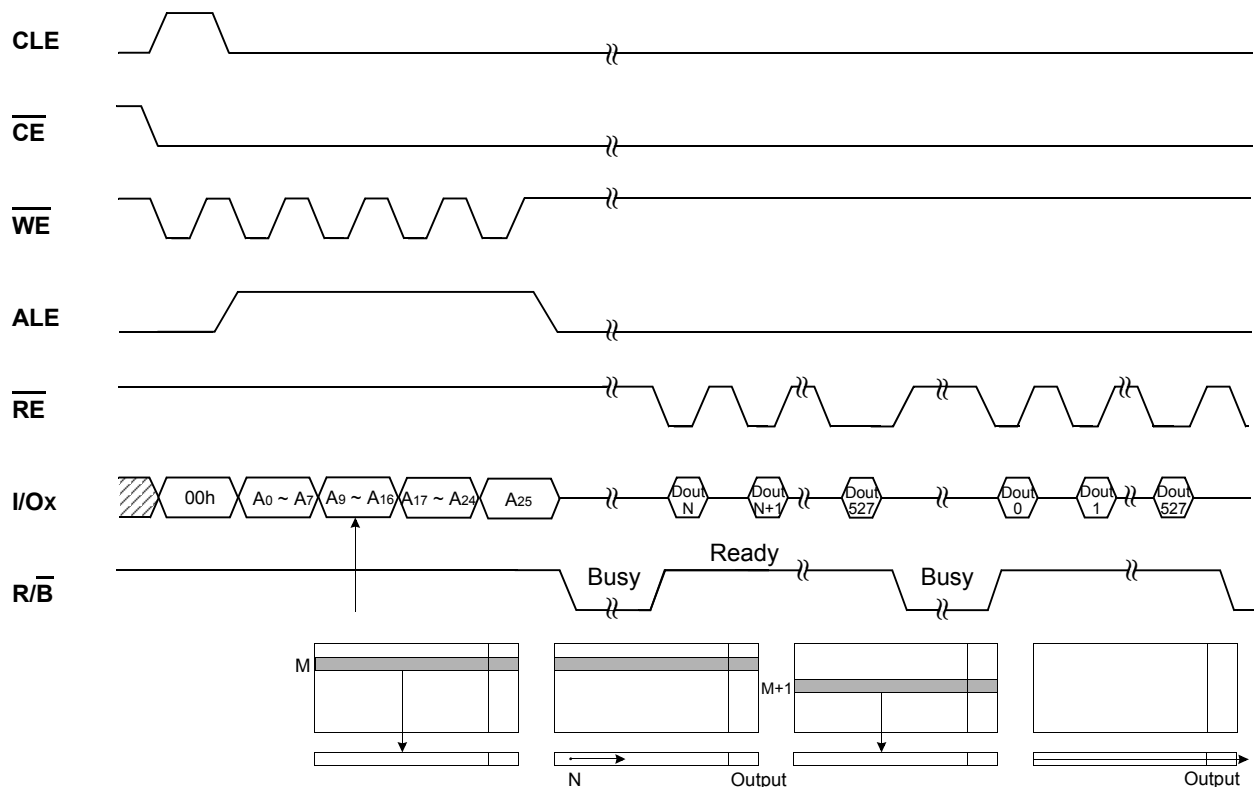 CLE
CE
WE
ALE
RE
I/Ox
00h
A0 ~ A7
A9 ~ A16
A17 ~ A24
A25
Dout
N
Dout
N+1
Dout
527
Dout
0
Dout
1
Dout
527
R/B
Busy
Ready
Busy
M
M+1
N
Output
Output